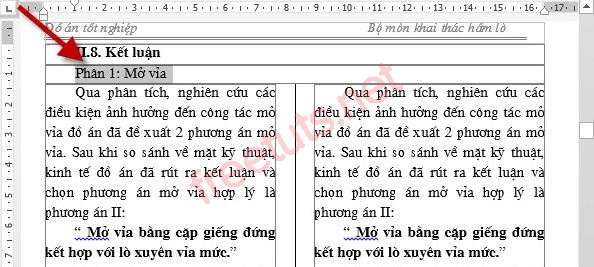 Đồ án tốt nghiệp
Bộ môn khai thác hầm lò
II.8. Kết luận
Phân 1: Mở vỉa
Qua phân tích, nghiên cứu các
điều kiện ảnh hưởng đến công tác mở
vỉa đồ án đã đề xuất 2 phương án mở
vỉa. Sau khi so sánh về mặt kỹ thuật,
kinh tế đồ án đã rút ra kết luận và
chọn phương án mở vỉa hợp lý là
phương án II:
“ Mở vỉa bằng cặp giếng đứng
kết hợp với lò xuyên vỉa mức.”
Qua phân tích, nghiên cứu các
điều kiện ảnh hưởng đến công tác mở
vỉa đồ án đã đề xuất 2 phương án mở
vỉa. Sau khi so sánh về mặt kỹ thuật,
kinh tế đồ án đã rút ra kết luận và
chọn phương án mở vỉa hợp lý là
phương án II:
“ Mở vỉa bằng cặp giếng đứng
kết hợp với lò xuyên vỉa mức.”
freetuts.net